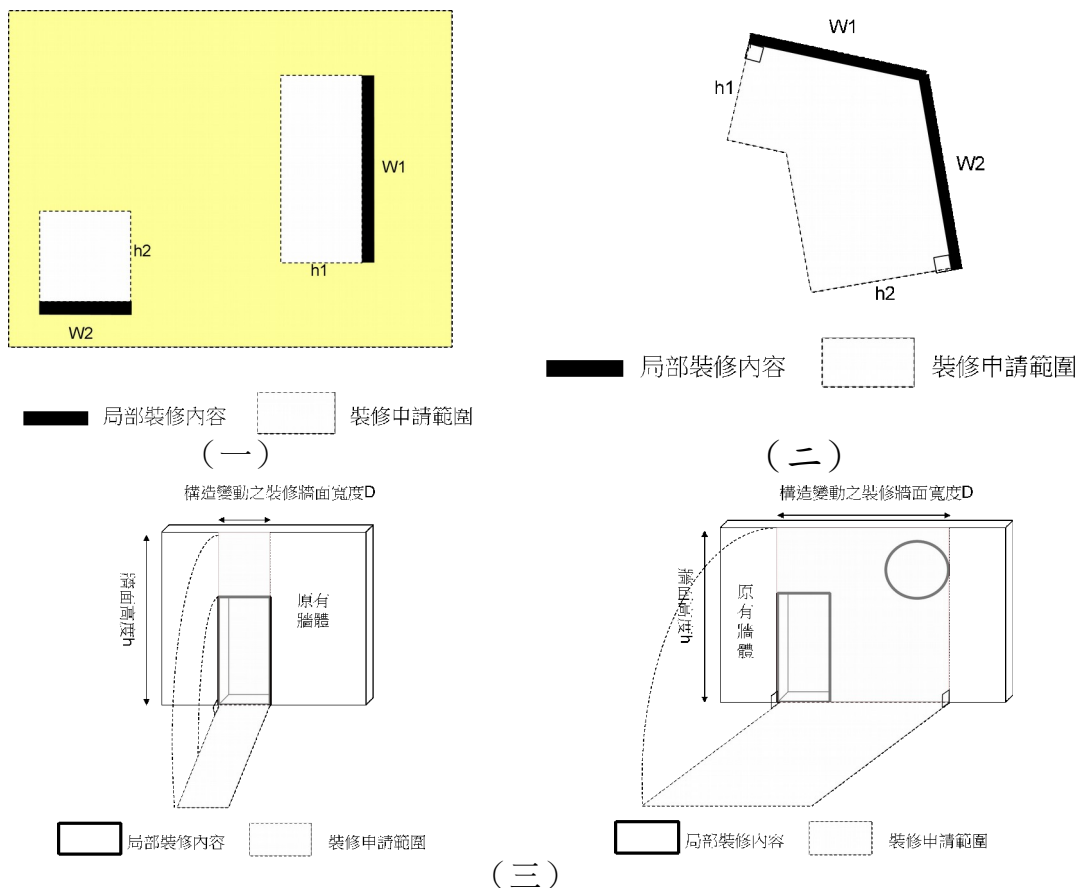 W1
h1
h2
W2
局部裝修內容
裝修申請範圍
（一）
W1
h1
W2
h2
局部裝修內容
裝修申請範圍
（二）
構造變動之裝修牆面寬度D
牆面高度h
原有
牆體
局部裝修內容
裝修申請範圍
構造變動之裝修牆面寬度D
牆面高度h
原有牆體
局部裝修內容
裝修申請範圍
（三）